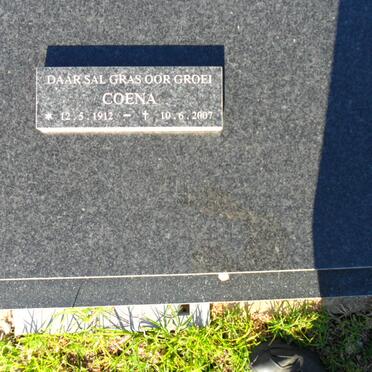 DAAR SAL GRAS OOR GROEI
COENA
* 12 . 5 . 1912 – † 10 . 6 . 2007